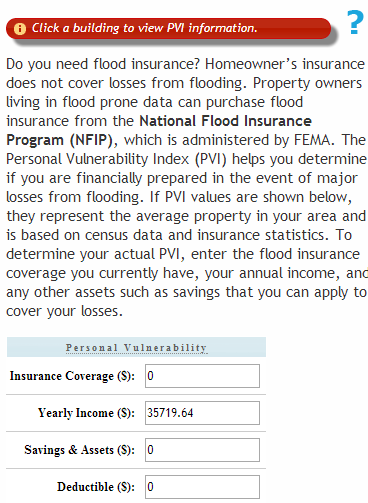 Click a building to view PVI information.
?
Do you need flood insurance? Homeowner's insurance
does not cover losses from flooding. Property owners
living in flood prone data can purchase flood
insurance from the National Flood Insurance
Program (NFIP), which is administered by FEMA. The
Personal Vulnerability Index (PVI) helps you determine
if you are financially prepared in the event of major
losses from flooding. If PVI values are shown below,
they represent the average property in your area and
is based on census data and insurance statistics. To
determine your actual PVI, enter the flood insurance
coverage you currently have, your annual income, and
any other assets such as savings that you can apply to
cover your losses.
Personal Vulnerability
Insurance Coverage ($): 0
Yearly Income ($): 35719.64
Savings & Assets ($): 0
Deductible ($): 0